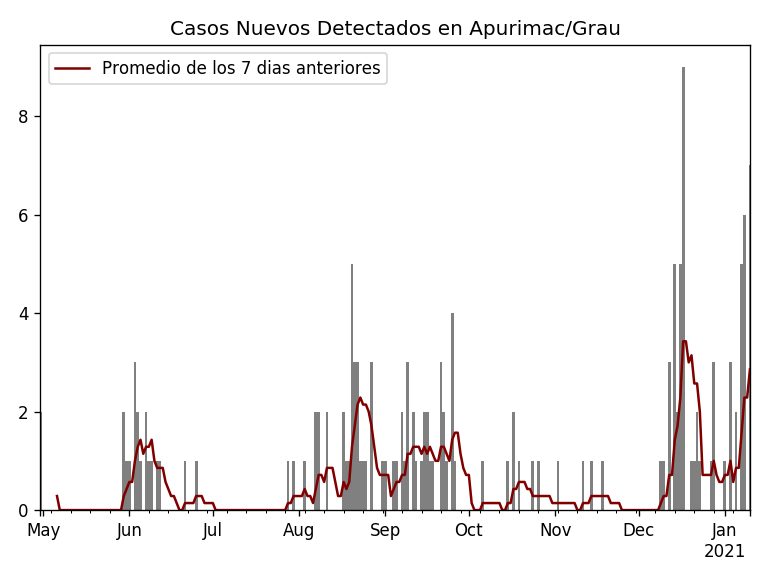 Casos Nuevos Detectados en Apurimac/Grau
Promedio de los 7 dias anteriores
8
6
4
2
0
May Jun Jul Aug Sep Oct Nov Dec Jan
2021